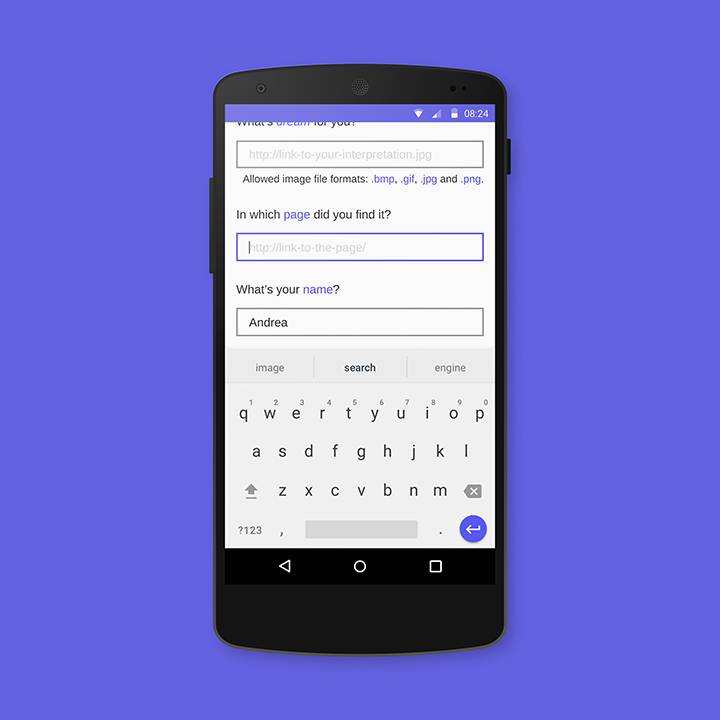 08:24
What's dream for you?
http://link-to-your-interpretation.jpg
Allowed image file formats: .bmp, .gif, .jpg and .png.
In which page did you find it?
http://link-to-the-page/
What's your name?
Andrea
image search engine
1 2 3 4 5 6 7 8 9 0
q w e r t y u i o p
a s d f g h j k l
z x c v b n m
?123 , .